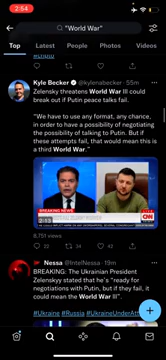 2:54
"World War"
Top Latest People Photos Videos
Kyle Becker @kylenabecker · 55m
Zelensky threatens World War III could
break out if Putin peace talks fail.
"We have to use any format, any chance,
in order to have a possibility of negotiating
the possibility of talking to Putin. But if
these attempts fail, that would mean this is
a third World War".
BREAKING NEWS
CNN
8,751 views
Nessa @IntelNessa · 19m
BREAKING: The Ukrainian President
Zelenskyy stated that he's "ready for
negotiations with Putin, but if they fail, it
could mean the World War III".
#Ukraine #Russia #UkraineUnderAtt